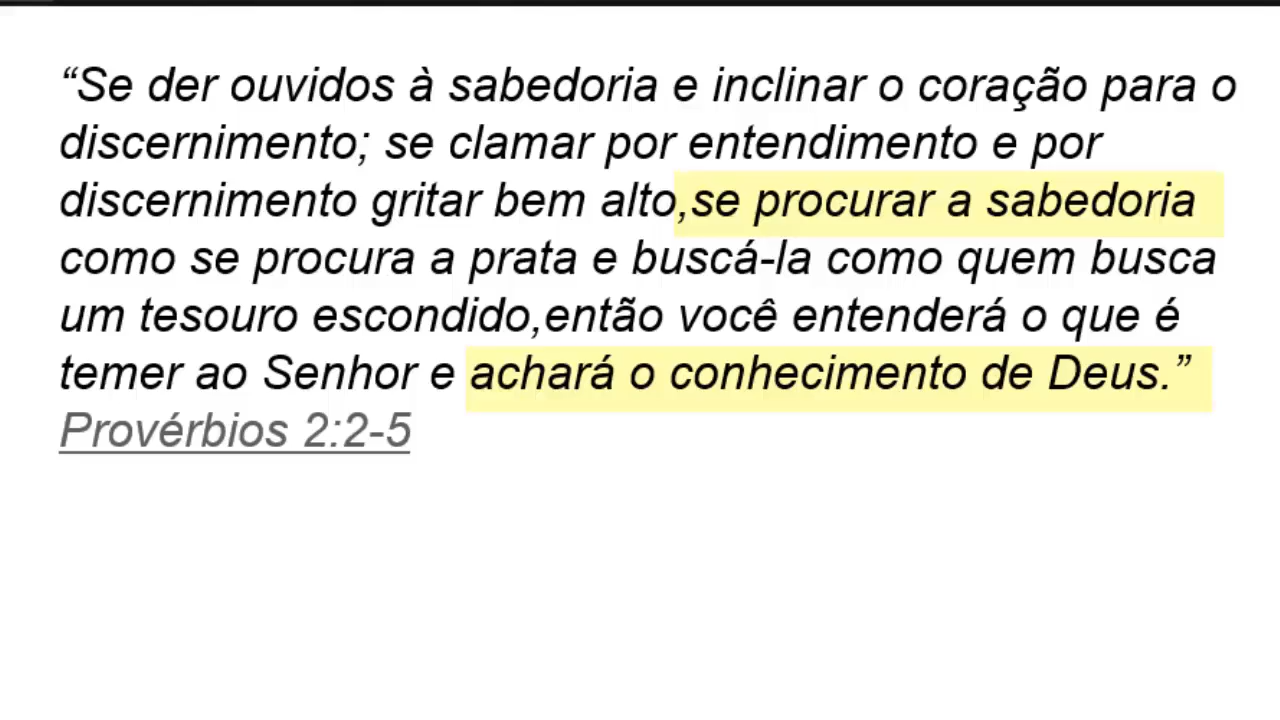 “Se der ouvidos à sabedoria e inclinar o coração para o
discernimento; se clamar por entendimento e por
discernimento gritar bem alto,se procurar a sabedoria
como se procura a prata e buscá-la como quem busca
um tesouro escondido,então você entenderá o que é
temer ao Senhor e achará o conhecimento de Deus.”
Provérbios 2:2-5